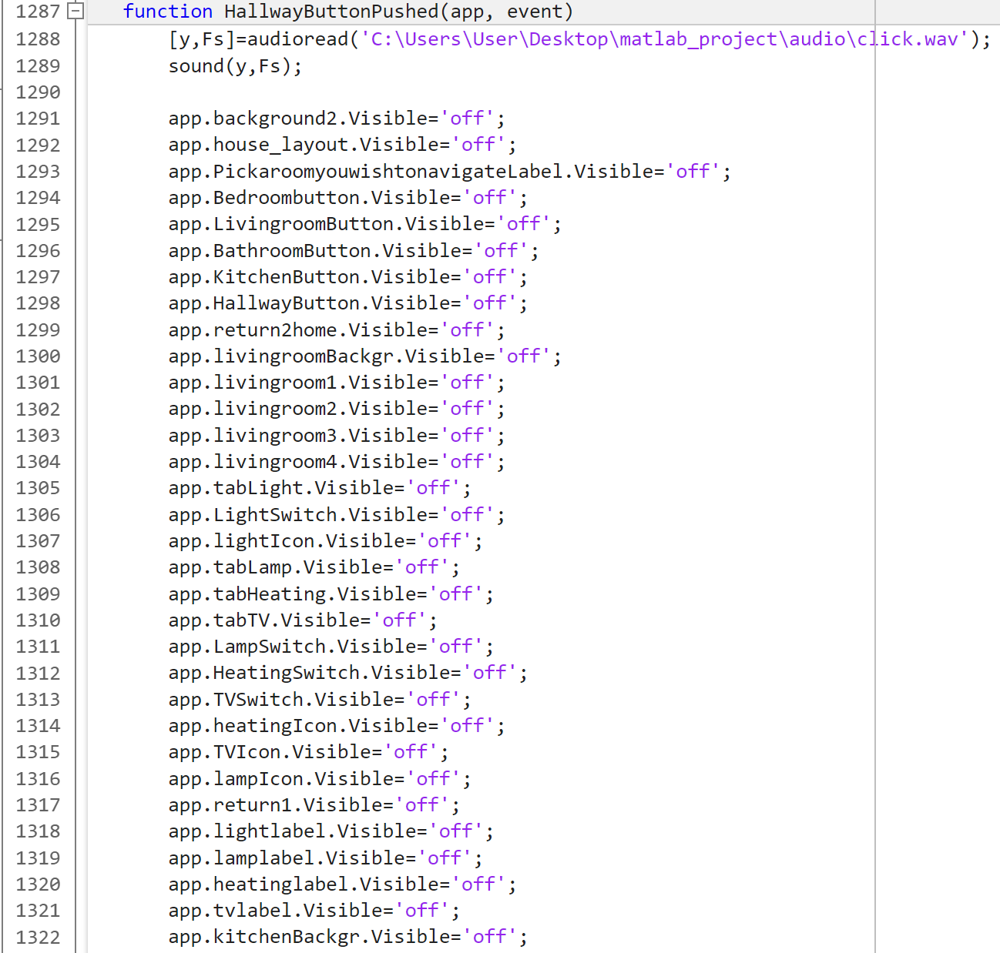 1287 function HallwayButtonPushed(app, event)
1288 [y,Fs]=audioread('C:\Users\User\Desktop\matlab_project\audio\click.wav');
1289 sound(y,Fs);
1290
1291 app.background2.Visible='off';
1292 app.house_layout.Visible='off';
1293 app.PickaroomyouwishtonavigateLabel.Visible='off';
1294 app.Bedroombutton.Visible='off';
1295 app.LivingroomButton.Visible='off';
1296 app.BathroomButton.Visible='off';
1297 app.KitchenButton.Visible='off';
1298 app.HallwayButton.Visible='off';
1299 app.return2home.Visible='off';
1300 app.livingroomBackgr.Visible='off';
1301 app.livingroom1.Visible='off';
1302 app.livingroom2.Visible='off';
1303 app.livingroom3.Visible='off';
1304 app.livingroom4.Visible='off';
1305 app.tabLight.Visible='off';
1306 app.LightSwitch.Visible='off';
1307 app.lightIcon.Visible='off';
1308 app.tabLamp.Visible='off';
1309 app.tabHeating.Visible='off';
1310 app.tabTV.Visible='off';
1311 app.LampSwitch.Visible='off';
1312 app.HeatingSwitch.Visible='off';
1313 app.TVSwitch.Visible='off';
1314 app.heatingIcon.Visible='off';
1315 app.TVIcon.Visible='off';
1316 app.lampIcon.Visible='off';
1317 app.return1.Visible='off';
1318 app.lightlabel.Visible='off';
1319 app.lamplabel.Visible='off';
1320 app.heatinglabel.Visible='off';
1321 app.tvlabel.Visible='off';
1322 app.kitchenBackgr.Visible='off';